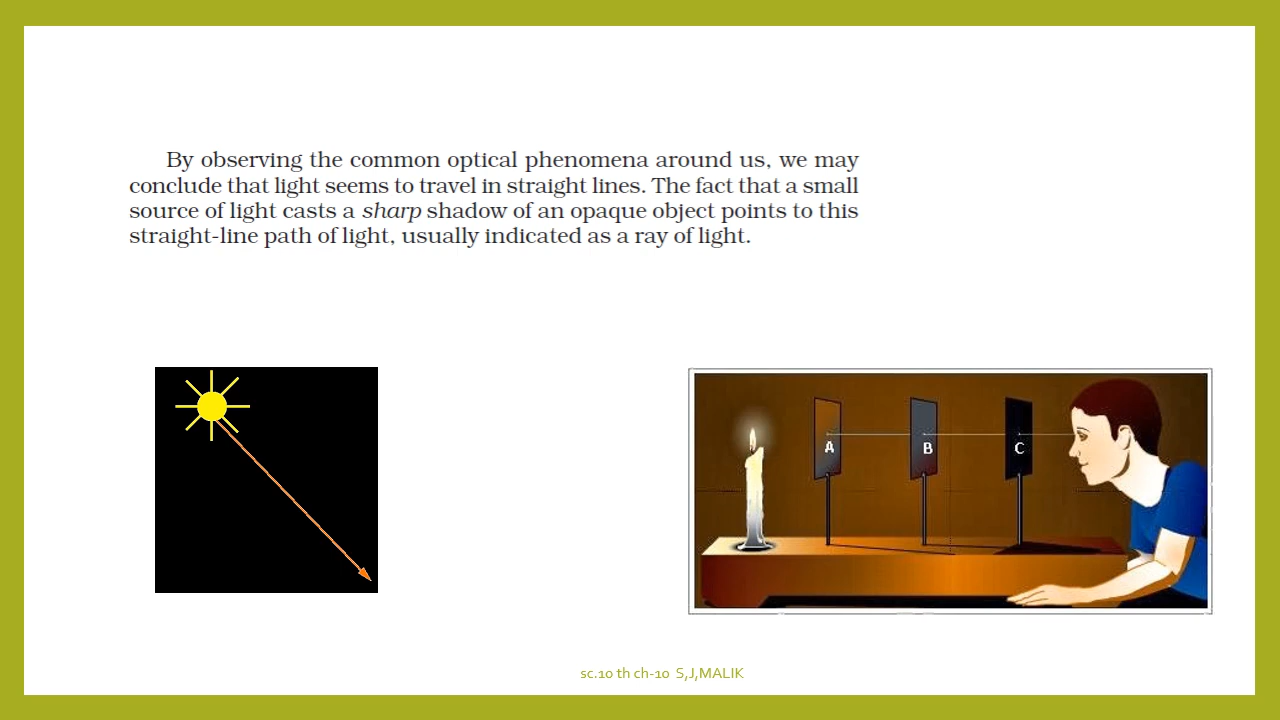 By observing the common optical phenomena around us, we may
conclude that light seems to travel in straight lines. The fact that a small
source of light casts a sharp shadow of an opaque object points to this
straight-line path of light, usually indicated as a ray of light.
A B C
sc.10 th ch-10 S,J,MALIK